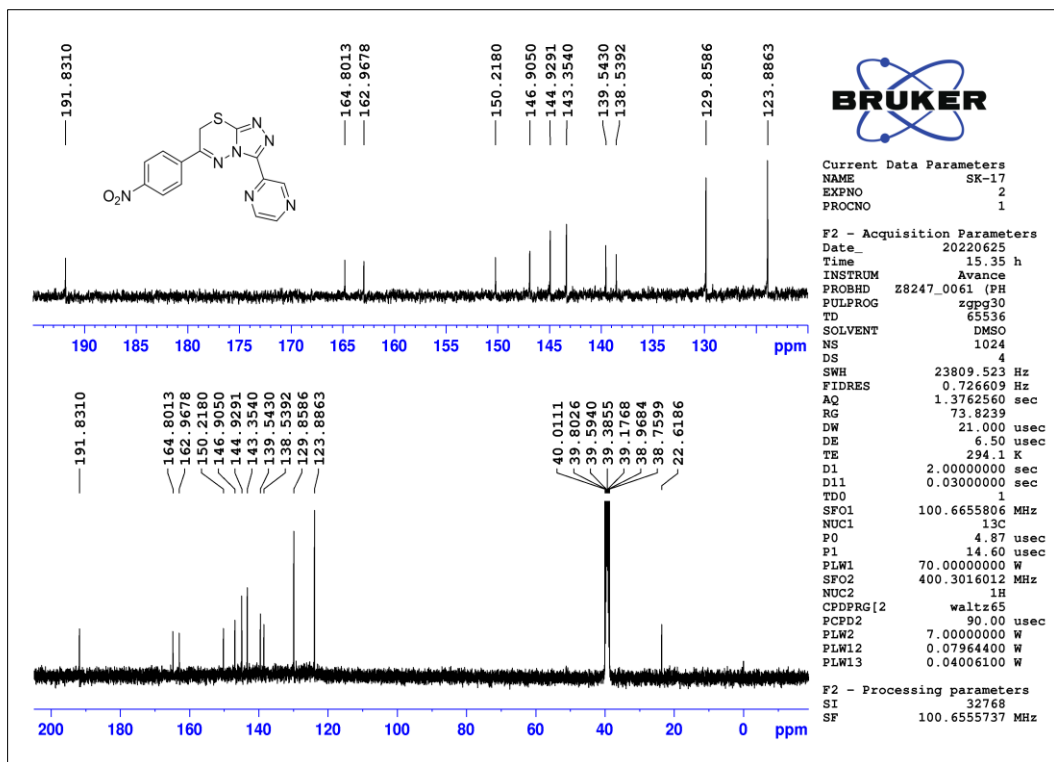 191.8310
164.8013
162.9678
150.2180
146.9050
144.9291
143.3540
139.5430
138.5392
129.8586
123.8863
S
N
N
N
N
O2N
N
N
190 185 180 175 170 165 160 155 150 145 140 135 130 ppm
191.8310
164.8013
162.9678
150.2180
146.9050
144.9291
143.3540
139.5430
138.5392
129.8586
123.8863
40.0111
39.8026
39.5940
39.3855
39.1768
38.9684
38.7599
22.6186
200 180 160 140 120 100 80 60 40 20 0 ppm
BRUKER
Current Data Parameters
NAME SK-17
EXPNO 2
PROCNO 1
F2 - Acquisition Parameters
Date_ 20220625
Time 15.35 h
INSTRUM Avance
PROBHD Z8247_0061 (PH
PULPROG zgpg30
TD 65536
SOLVENT DMSO
NS 1024
DS 4
SWH 23809.523 Hz
FIDRES 0.726609 Hz
AQ 1.3762560 sec
RG 73.8239
DW 21.000 usec
DE 6.50 usec
TE 294.1 K
D1 2.00000000 sec
D11 0.03000000 sec
TD0 1
SFO1 100.6655806 MHz
NUC1 13C
P0 4.87 usec
P1 14.60 usec
PLW1 70.00000000 W
SFO2 400.3016012 MHz
NUC2 1H
CPDPRG[2 waltz65
PCPD2 90.00 usec
PLW2 7.00000000 W
PLW12 0.07964400 W
PLW13 0.04006100 W
F2 - Processing parameters
SI 32768
SF 100.6555737 MHz